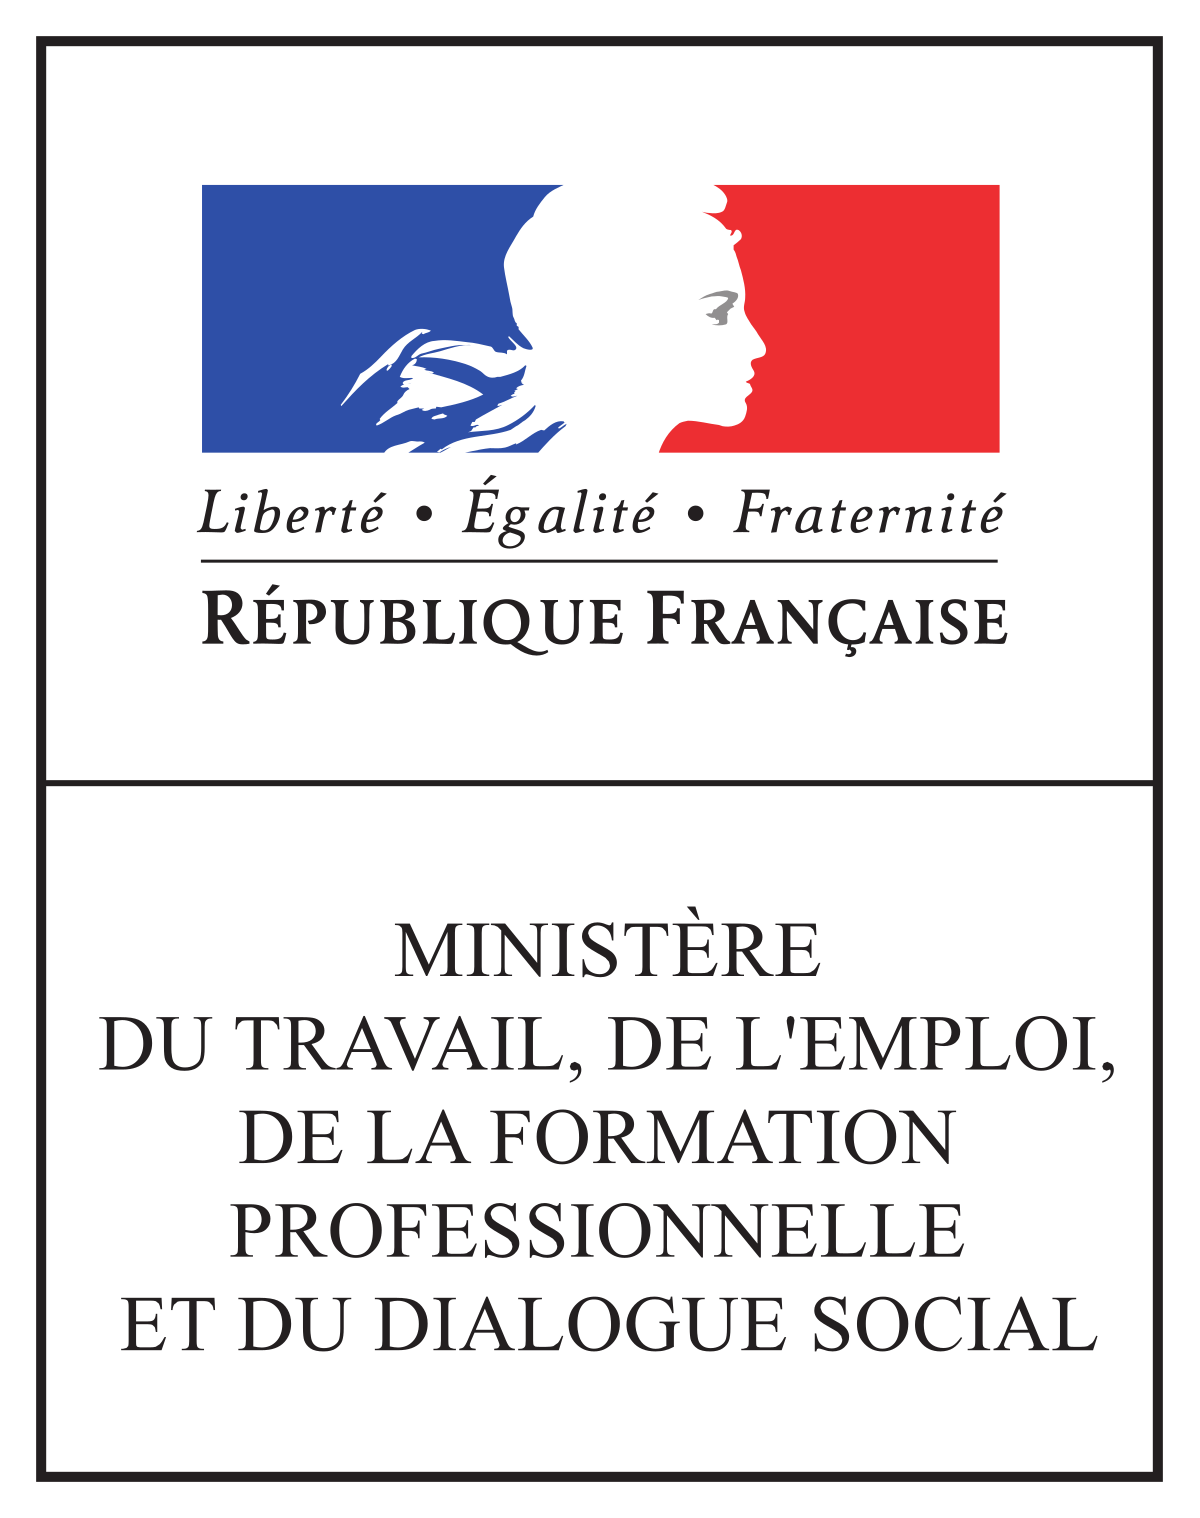 Liberté • Égalité • Fraternité
RÉPUBLIQUE FRANÇAISE
MINISTÈRE
DU TRAVAIL, DE L'EMPLOI,
DE LA FORMATION
PROFESSIONNELLE
ET DU DIALOGUE SOCIAL